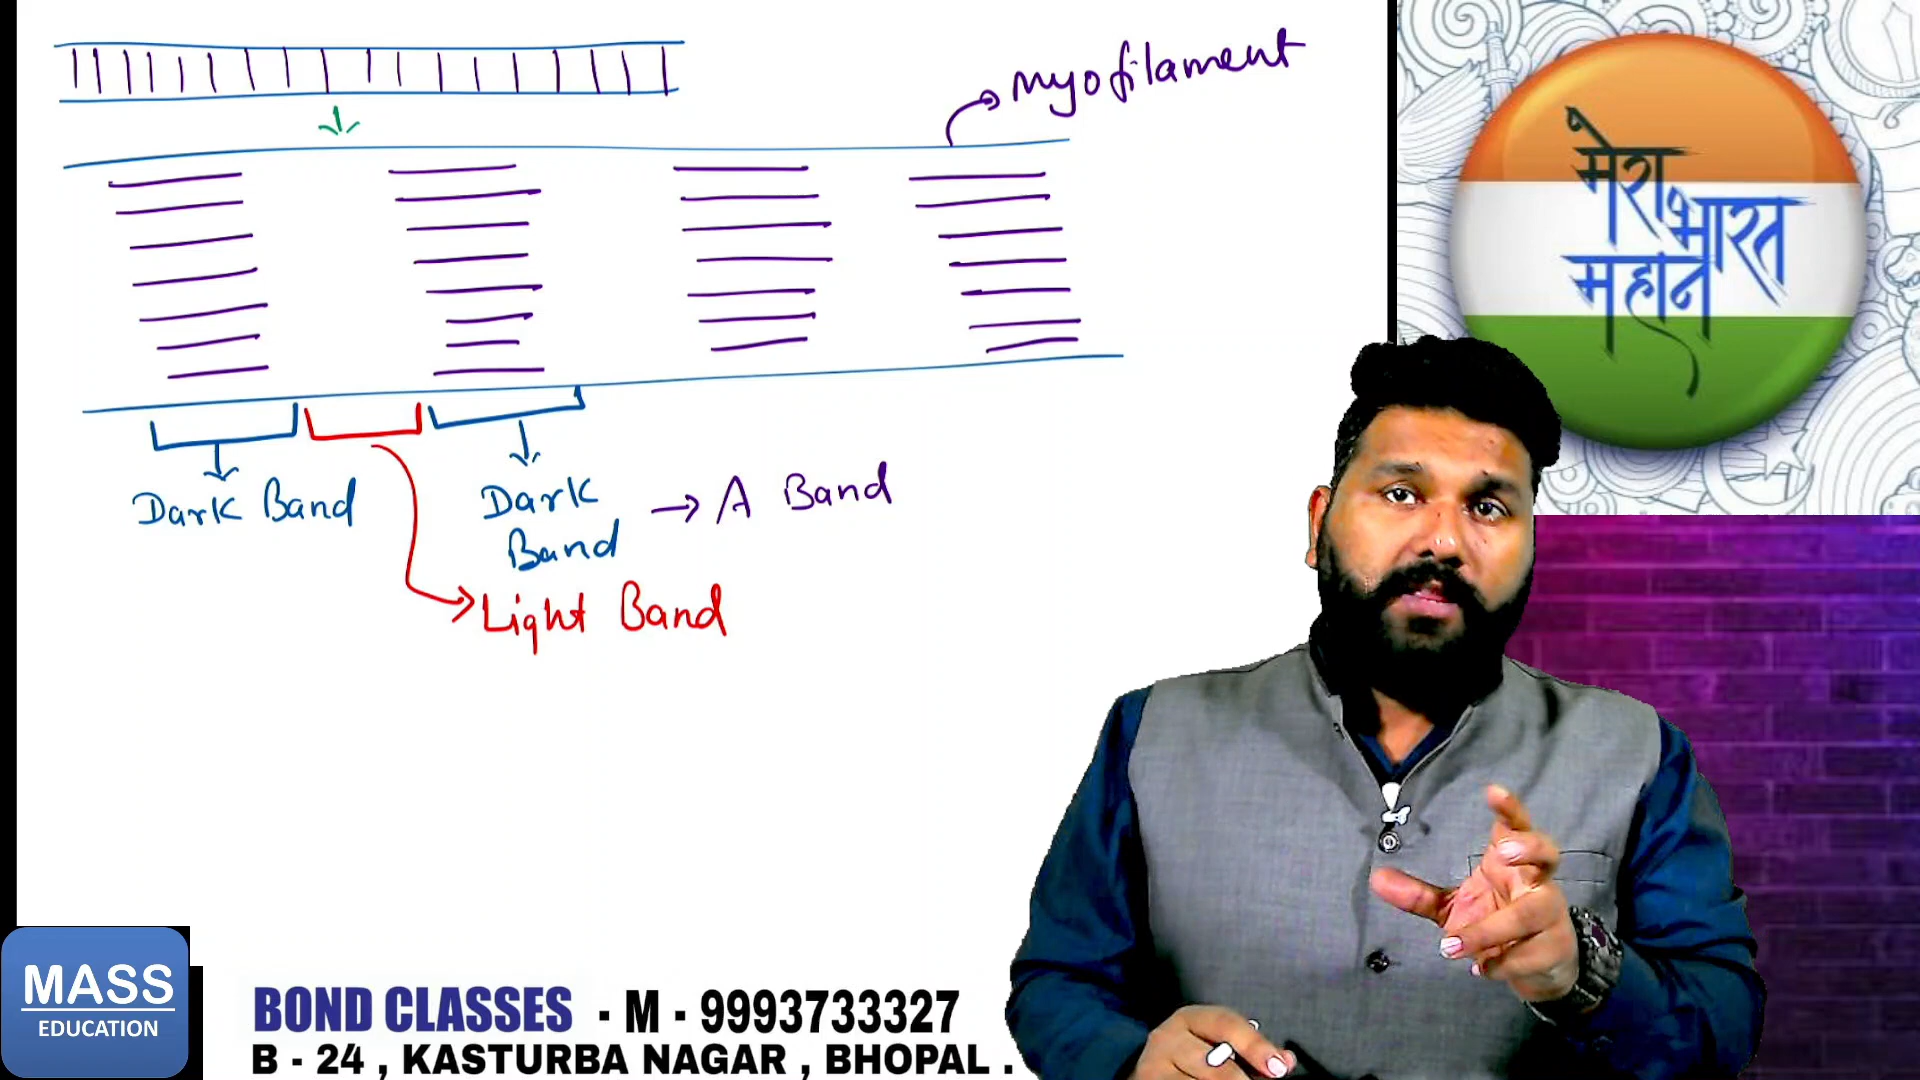 myofilament
मेरा
भारत
महान
Dark Band
Dark
Band
→ A Band
Light Band
MASS
EDUCATION
BOND CLASSES - M - 9993733327
B - 24 , KASTURBA NAGAR , BHOPAL .